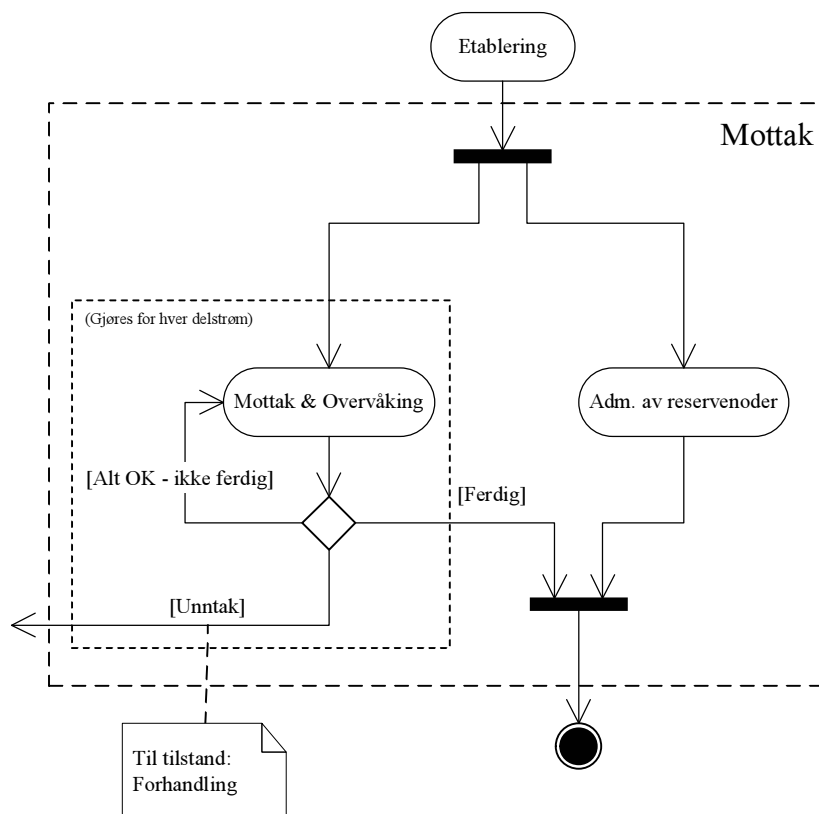 Etablering
Mottak
(Gjøres for hver delstrøm)
Mottak & Overvåking
Adm. av reservenoder
[Alt OK - ikke ferdig]
[Ferdig]
[Unntak]
Til tilstand:
Forhandling